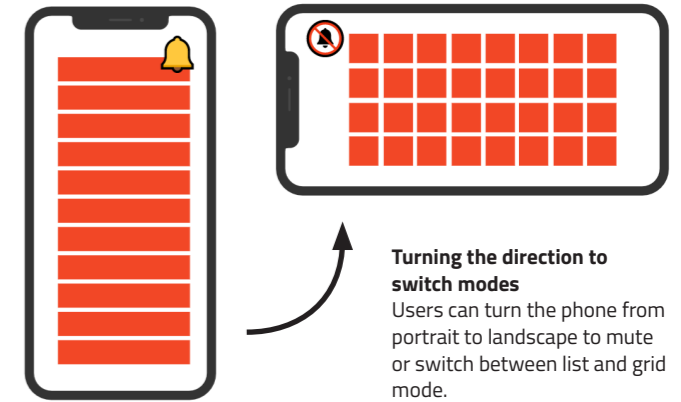 Turning the direction to
switch modes
Users can turn the phone from
portrait to landscape to mute
or switch between list and grid
mode.